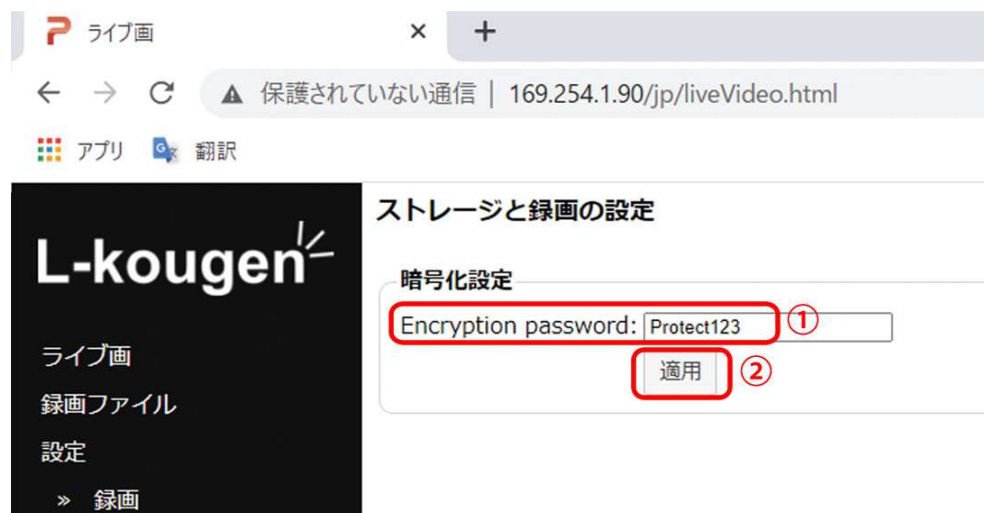 ライブ画
保護されていない通信 | 169.254.1.90/jp/liveVideo.html
アプリ 翻訳
L-kougen
ストレージと録画の設定
暗号化設定
Encryption password: Protect123 ①
適用 ②
ライブ画
録画ファイル
設定
» 録画